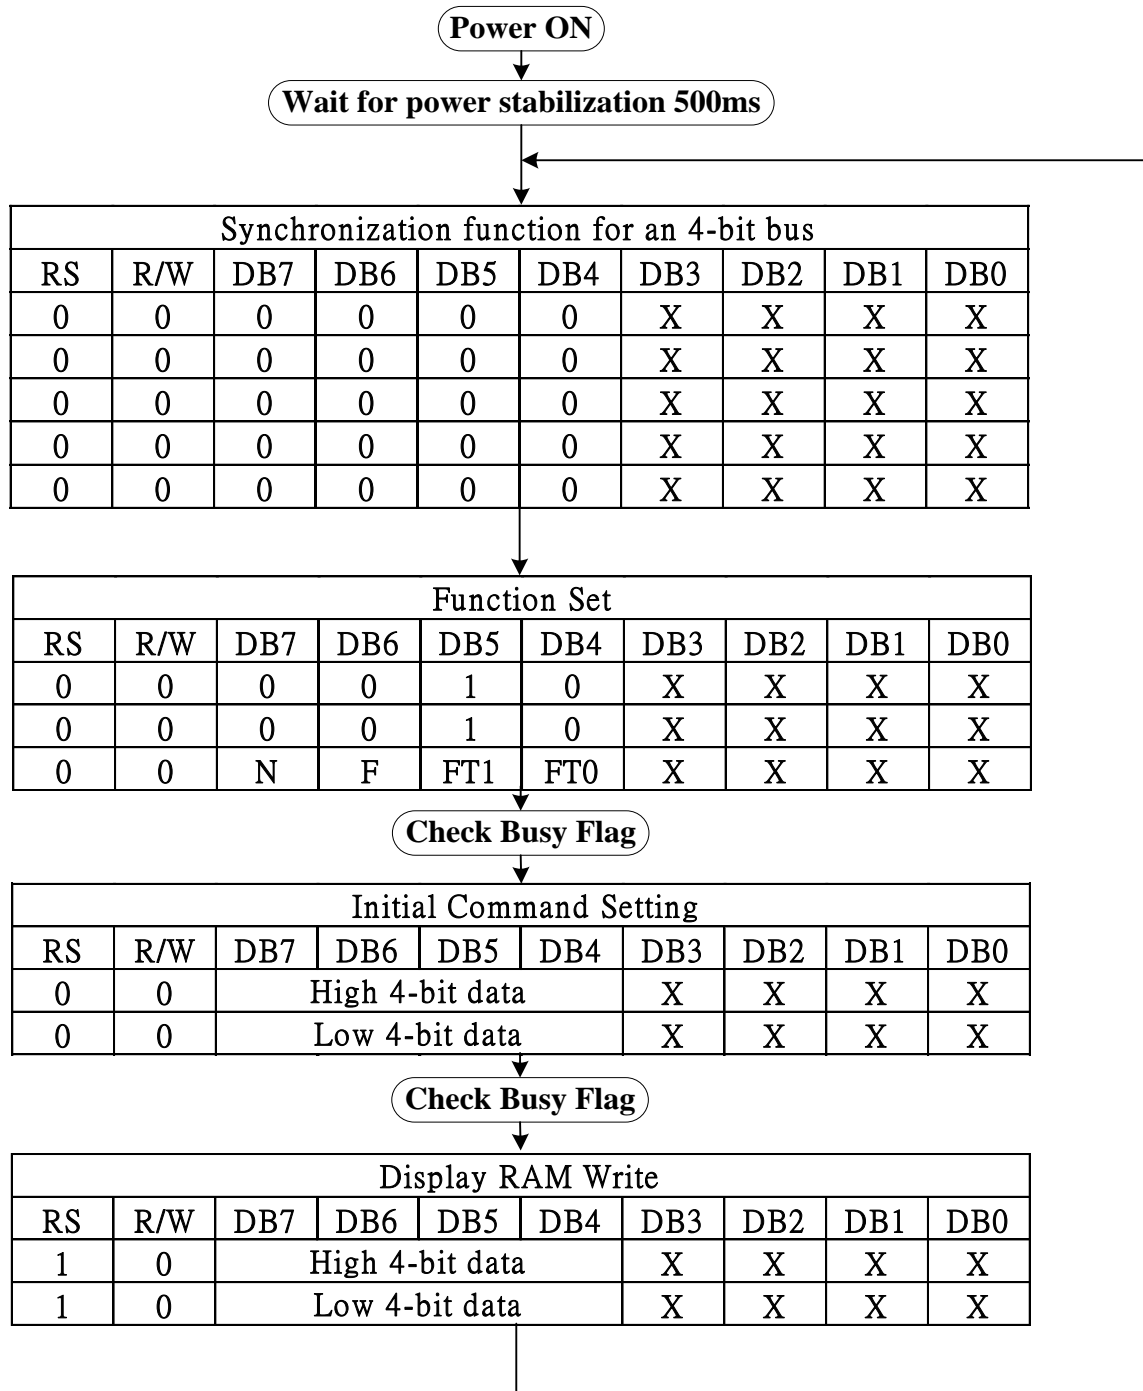 Power ON
Wait for power stabilization 500ms
Synchronization function for an 4-bit bus
RS R/W DB7 DB6 DB5 DB4 DB3 DB2 DB1 DB0
0 0 0 0 0 0 X X X X
0 0 0 0 0 0 X X X X
0 0 0 0 0 0 X X X X
0 0 0 0 0 0 X X X X
0 0 0 0 0 0 X X X X
Function Set
RS R/W DB7 DB6 DB5 DB4 DB3 DB2 DB1 DB0
0 0 0 0 1 0 X X X X
0 0 0 0 1 0 X X X X
0 0 N F FT1 FT0 X X X X
Check Busy Flag
Initial Command Setting
RS R/W DB7 DB6 DB5 DB4 DB3 DB2 DB1 DB0
0 0 High 4-bit data X X X X
0 0 Low 4-bit data X X X X
Check Busy Flag
Display RAM Write
RS R/W DB7 DB6 DB5 DB4 DB3 DB2 DB1 DB0
1 0 High 4-bit data X X X X
1 0 Low 4-bit data X X X X